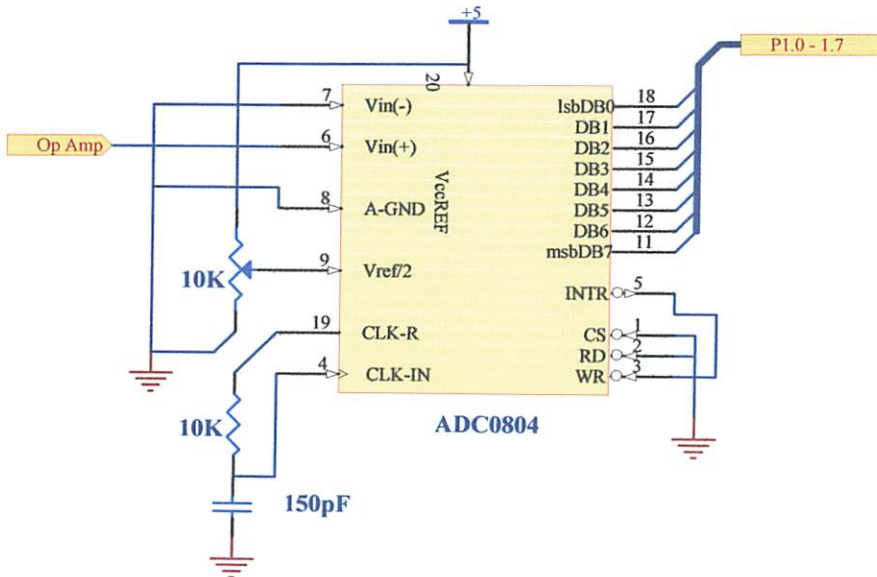 +5
P1.0 - 1.7
20
7 Vin(-)
lsbDB0 18
DB1 17
Op Amp
6 Vin(+)
DB2 16
DB3 15
VccREF
DB4 14
8 A-GND
DB5 13
DB6 12
msbDB7 11
10K
9 Vref/2
INTR 5
19 CLK-R
CS 1
RD 2
4 CLK-IN
WR 3
10K
ADC0804
150pF